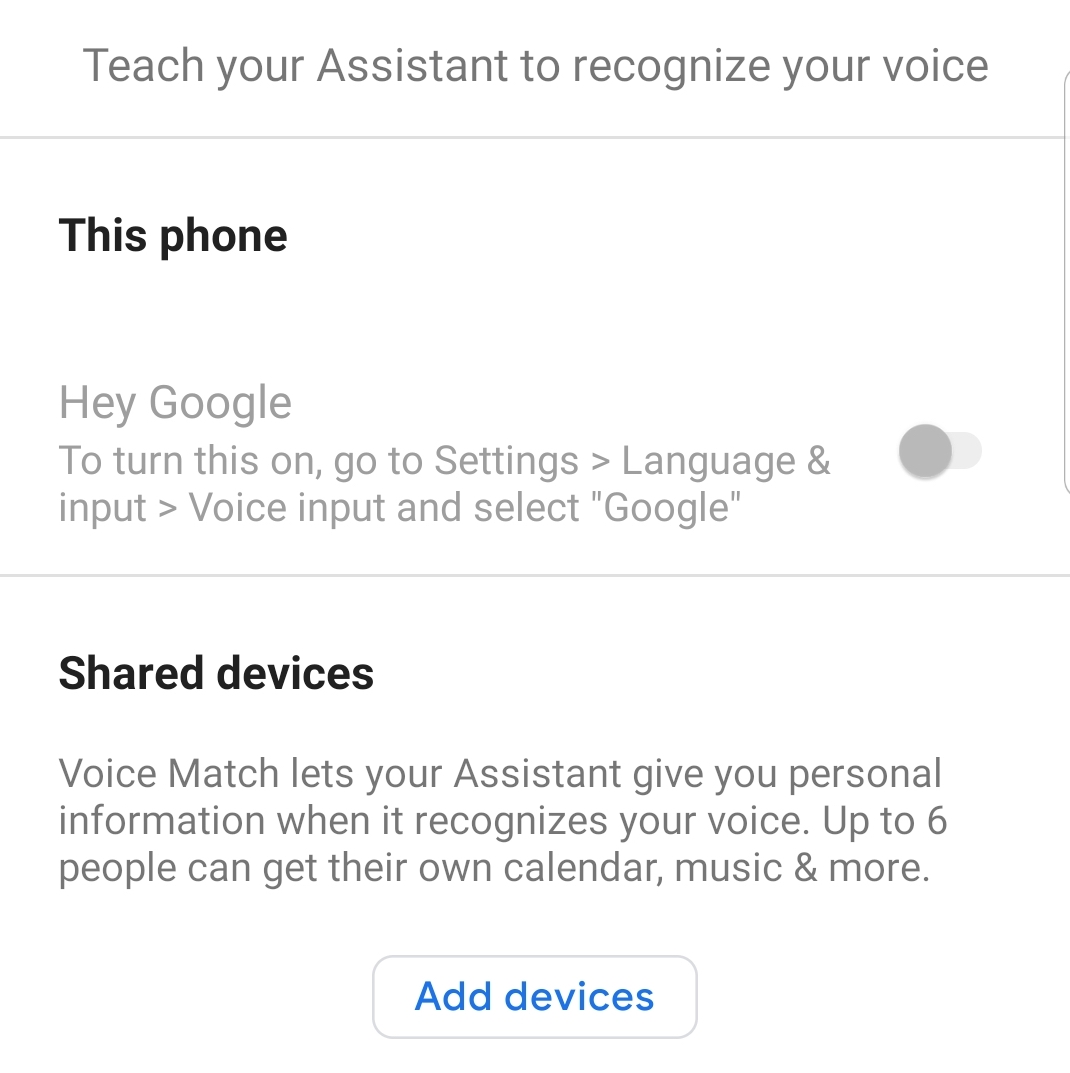 Teach your Assistant to recognize your voice
This phone
Hey Google
To turn this on, go to Settings > Language &
input > Voice input and select "Google"
Shared devices
Voice Match lets your Assistant give you personal
information when it recognizes your voice. Up to 6
people can get their own calendar, music & more.
Add devices